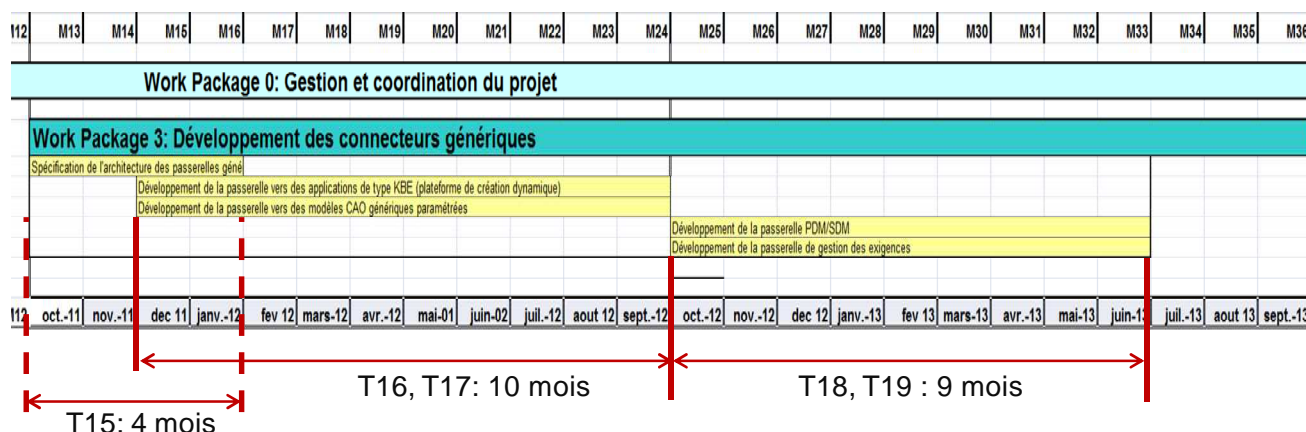 M12 M13 M14 M15 M16 M17 M18 M19 M20 M21 M22 M23 M24 M25 M26 M27 M28 M29 M30 M31 M32 M33 M34 M35 M36
Work Package 0: Gestion et coordination du projet
Work Package 3: Développement des connecteurs génériques
Spécification de l'architecture des passerelles géné
Développement de la passerelle vers des applications de type KBE (plateforme de création dynamique)
Développement de la passerelle vers des modèles CAO génériques paramétrées
Développement de la passerelle PDM/SDM
Développement de la passerelle de gestion des exigences
oct.-11 nov.-11 dec 11 janv.-12 fev 12 mars-12 avr.-12 mai-01 juin-02 juil.-12 aout 12 sept.-12 oct.-12 nov.-12 dec 12 janv.-13 fev 13 mars-13 avr.-13 mai-13 juin-13 juil.-13 aout 13 sept.-13
T16, T17: 10 mois
T18, T19 : 9 mois
T15: 4 mois